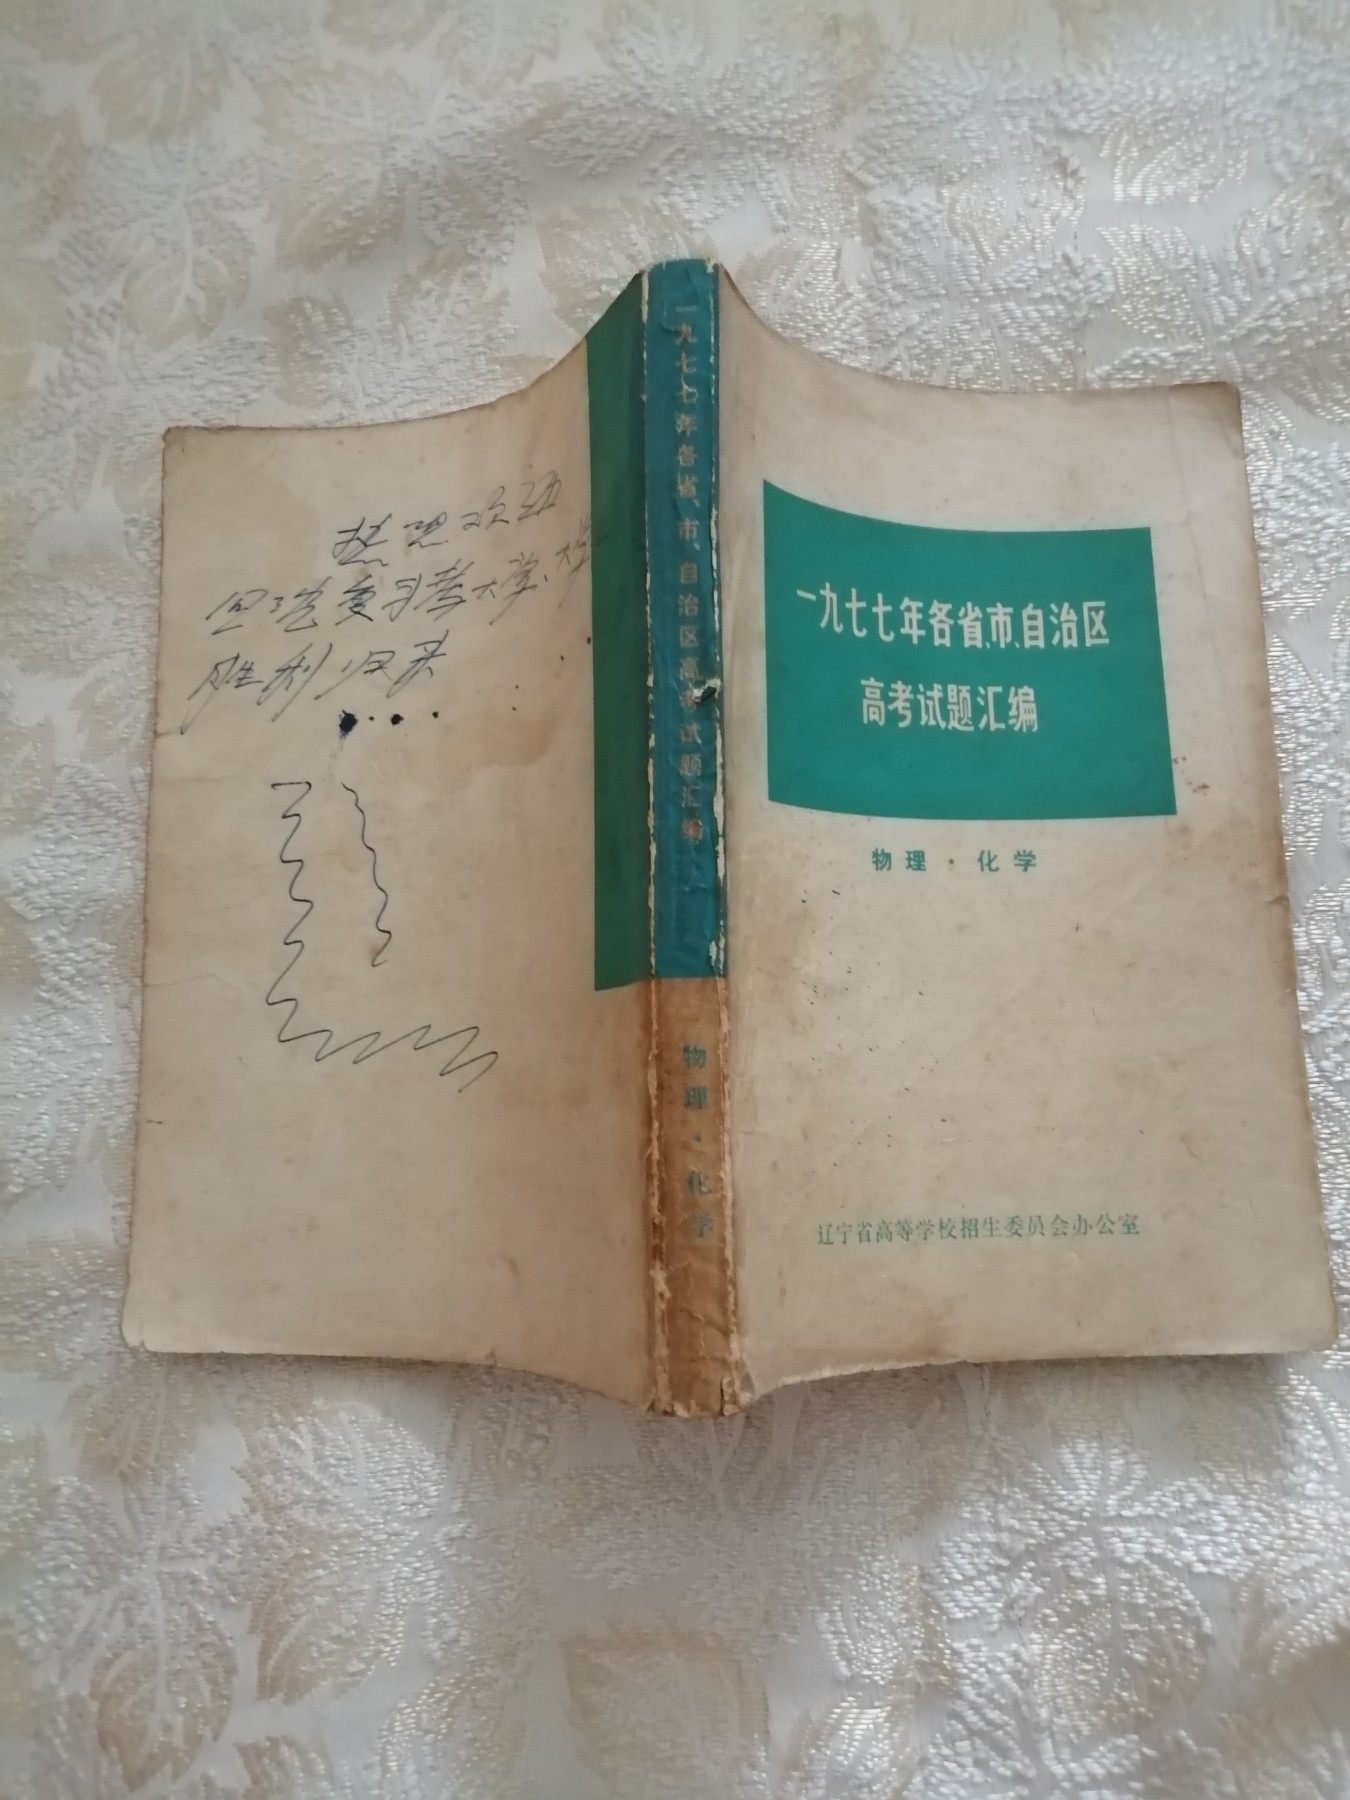 热烈欢迎
复习考大学、大学
胜利归来
一九七七年各省、市、自治区高考试题汇编
物理·化学
一九七七年各省、市、自治区
高考试题汇编
物理·化学
辽宁省高等学校招生委员会办公室